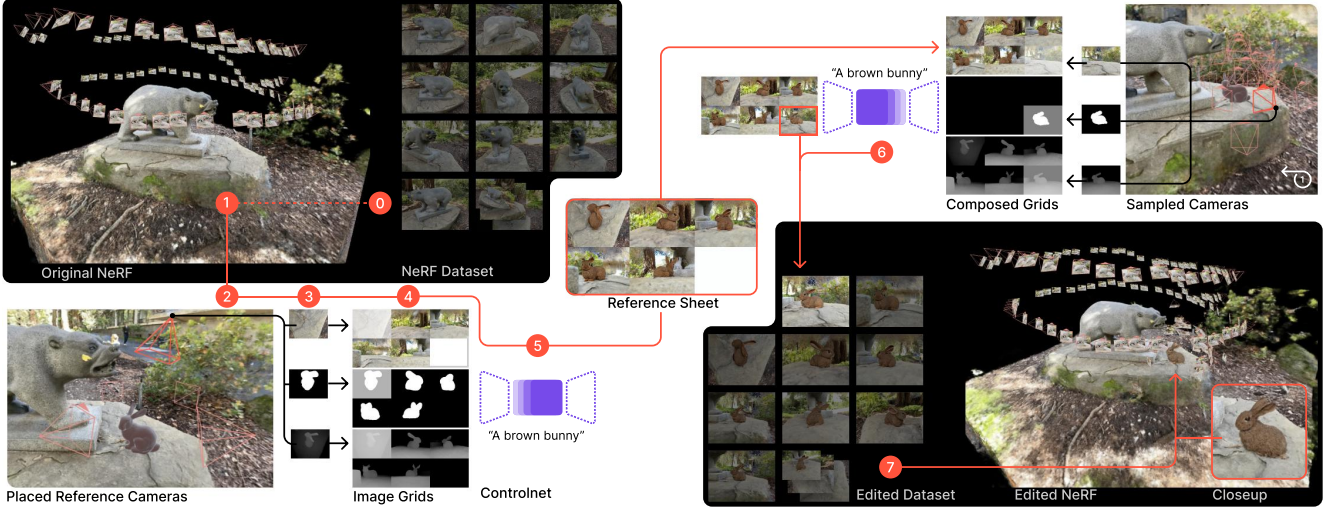 “A brown bunny”
6
1
Composed Grids
Sampled Cameras
1
0
Original NeRF
NeRF Dataset
2
3
4
Reference Sheet
5
“A brown bunny”
7
Placed Reference Cameras
Image Grids
Controlnet
Edited Dataset
Edited NeRF
Closeup